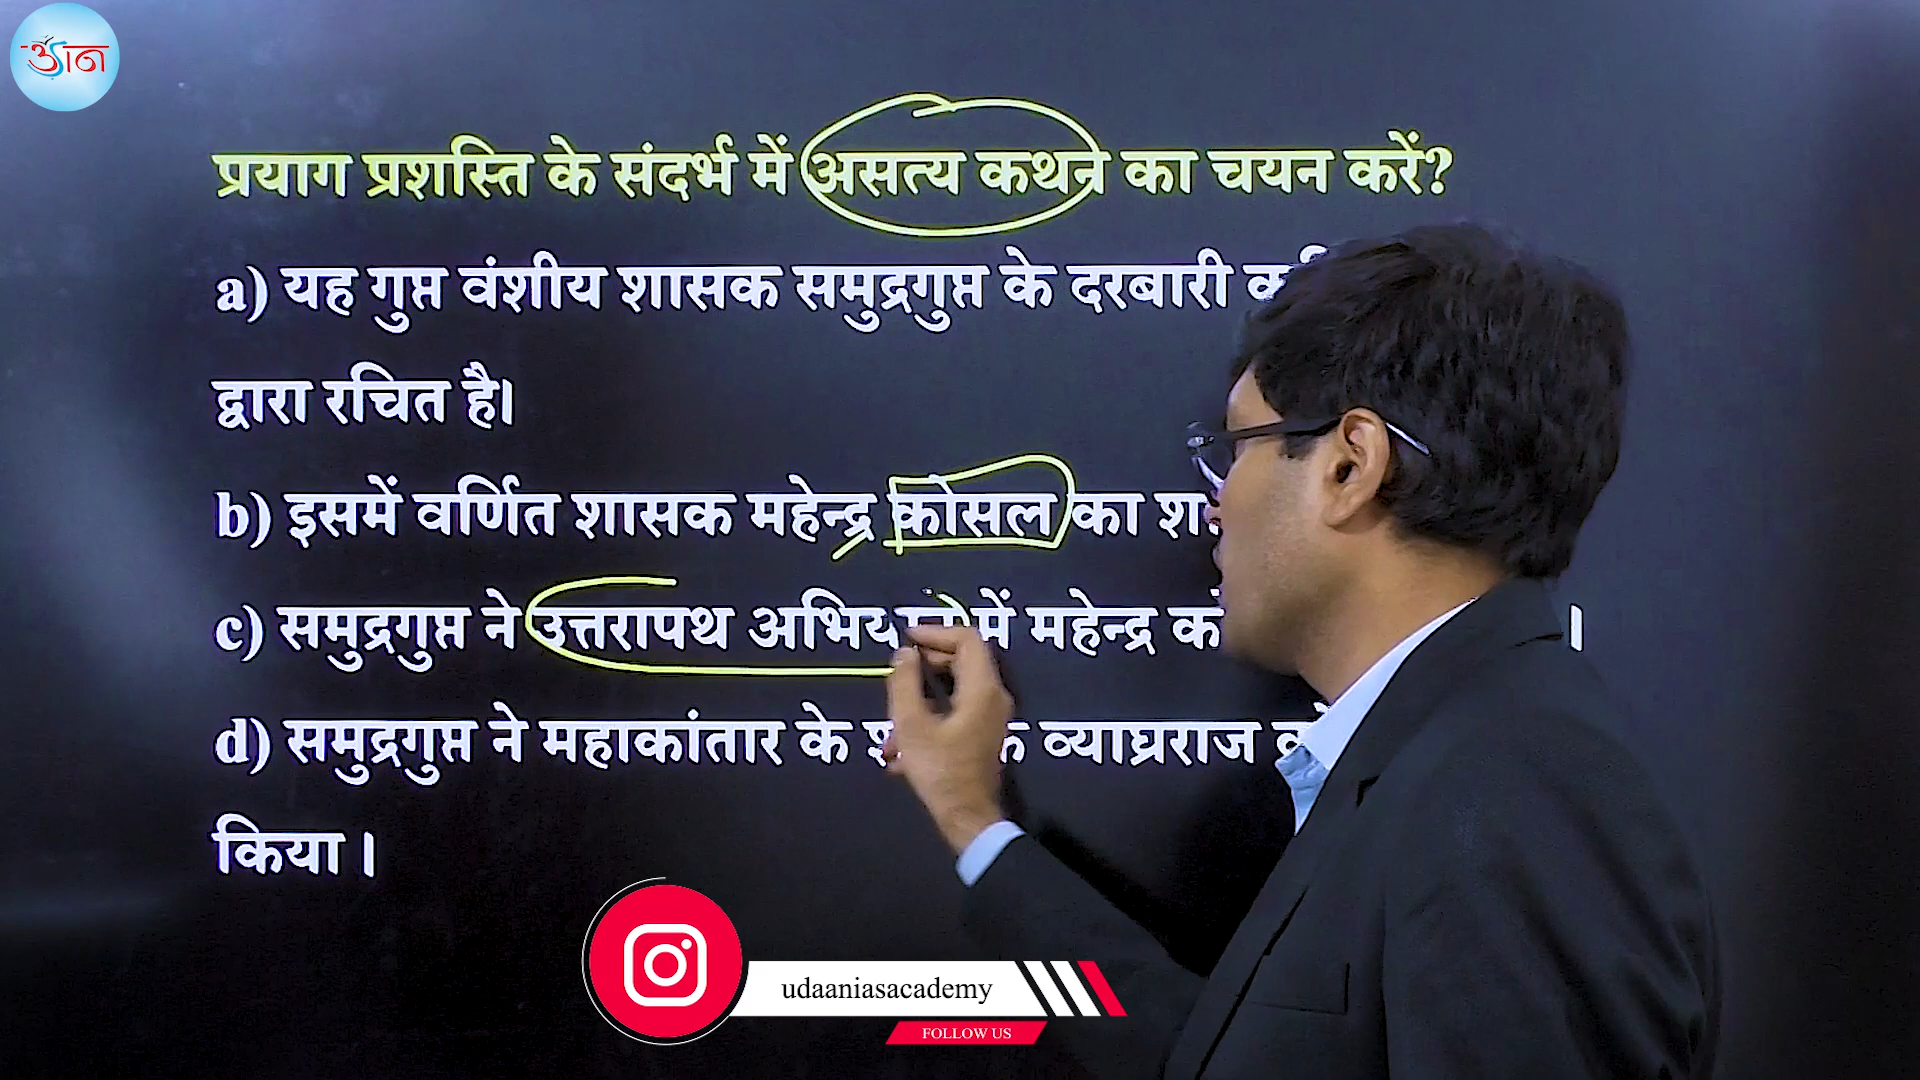 उड़ान
प्रयाग प्रशस्ति के संदर्भ में असत्य कथन का चयन करें?
a) यह गुप्त वंशीय शासक समुद्रगुप्त के दरबारी
द्वारा रचित है।
b) इसमें वर्णित शासक महेन्द्र कोसल का
c) समुद्रगुप्त ने उत्तरापथ में महेन्द्र
d) समुद्रगुप्त ने महाकांतार के व्याघ्रराज
किया।
udaaniasacademy
FOLLOW US